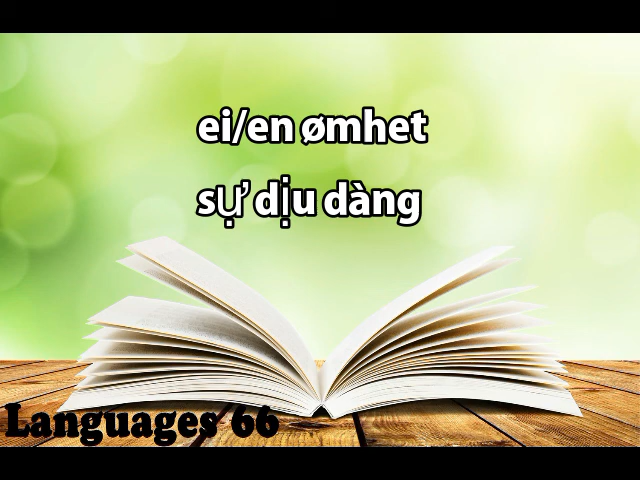 ei/en ømhet
sự dịu dàng
Languages 66